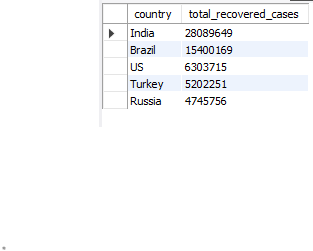 country total_recovered_cases
India 28089649
Brazil 15400169
US 6303715
Turkey 5202251
Russia 4745756